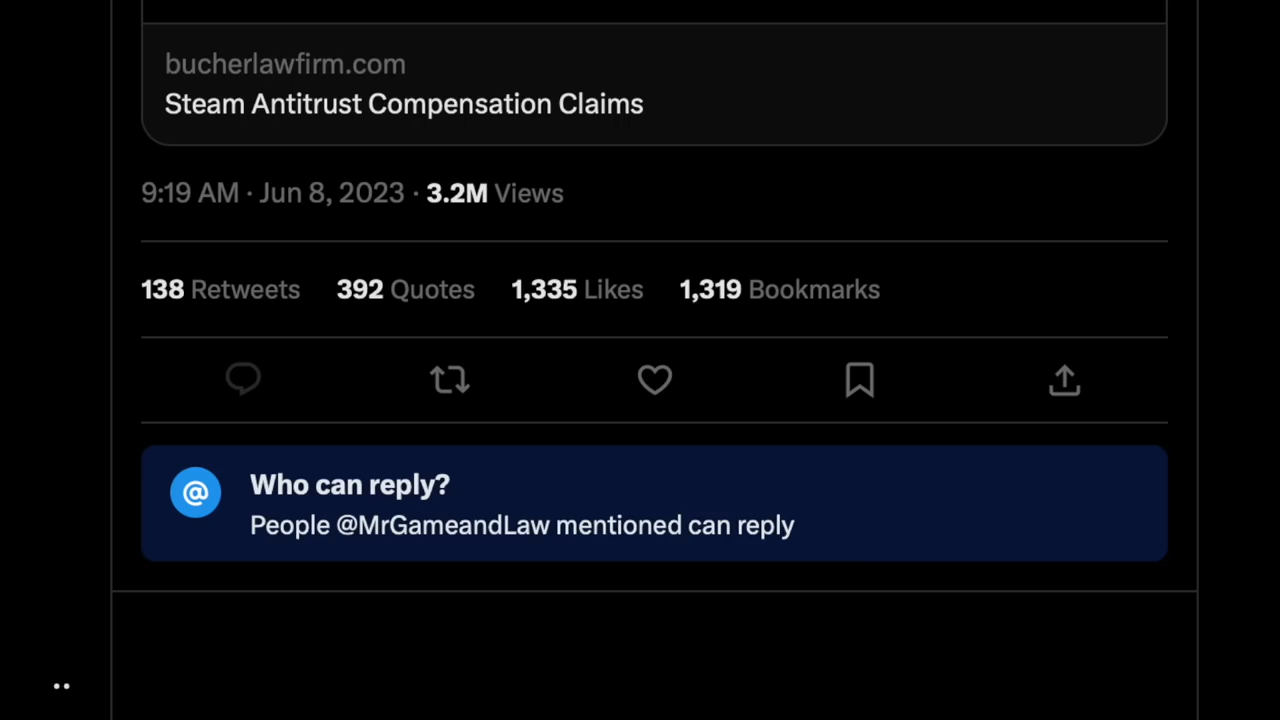 bucherlawfirm.com
Steam Antitrust Compensation Claims
9:19 AM · Jun 8, 2023 · 3.2M Views
138 Retweets 392 Quotes 1,335 Likes 1,319 Bookmarks
@ Who can reply?
People @MrGameandLaw mentioned can reply